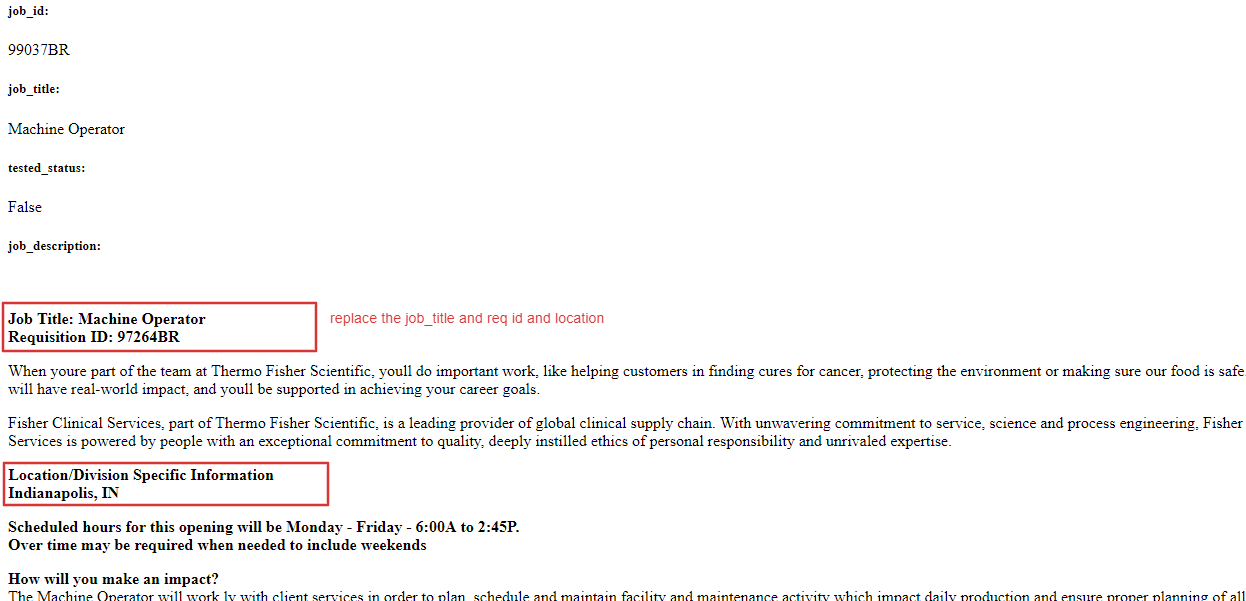 job_id:
99037BR
job_title:
Machine Operator
tested_status:
False
job_description:
Job Title: Machine Operator
Requisition ID: 97264BR
replace the job_title and req id and location
When youre part of the team at Thermo Fisher Scientific, youll do important work, like helping customers in finding cures for cancer, protecting the environment or making sure our food is safe
will have real-world impact, and youll be supported in achieving your career goals.
Fisher Clinical Services, part of Thermo Fisher Scientific, is a leading provider of global clinical supply chain. With unwavering commitment to service, science and process engineering, Fisher
Services is powered by people with an exceptional commitment to quality, deeply instilled ethics of personal responsibility and unrivaled expertise.
Location/Division Specific Information
Indianapolis, IN
Scheduled hours for this opening will be Monday - Friday - 6:00A to 2:45P.
Over time may be required when needed to include weekends
How will you make an impact?
The Machine Operator will work ly with client services in order to plan, schedule and maintain facility and maintenance activity which impact daily production and ensure proper planning of all